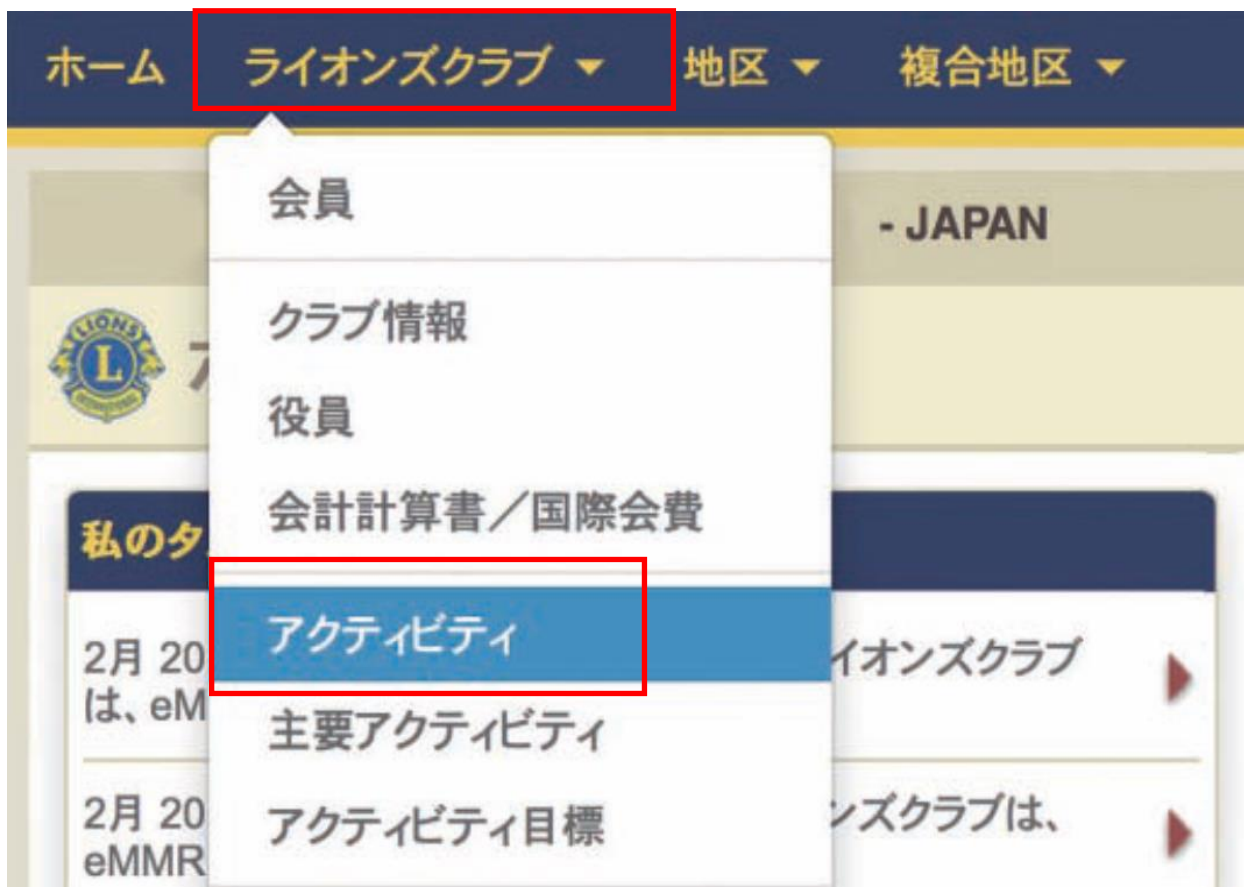 ホーム ライオンズクラブ ▼ 地区 ▼ 複合地区 ▼
会員
- JAPAN
クラブ情報
LIONS
L
役員
会計計算書／国際会費
私のタ
アクティビティ
2月 20
イオンズクラブ
は、eM
主要アクティビティ
2月 20
ンズクラブは、
アクティビティ目標
eMMR